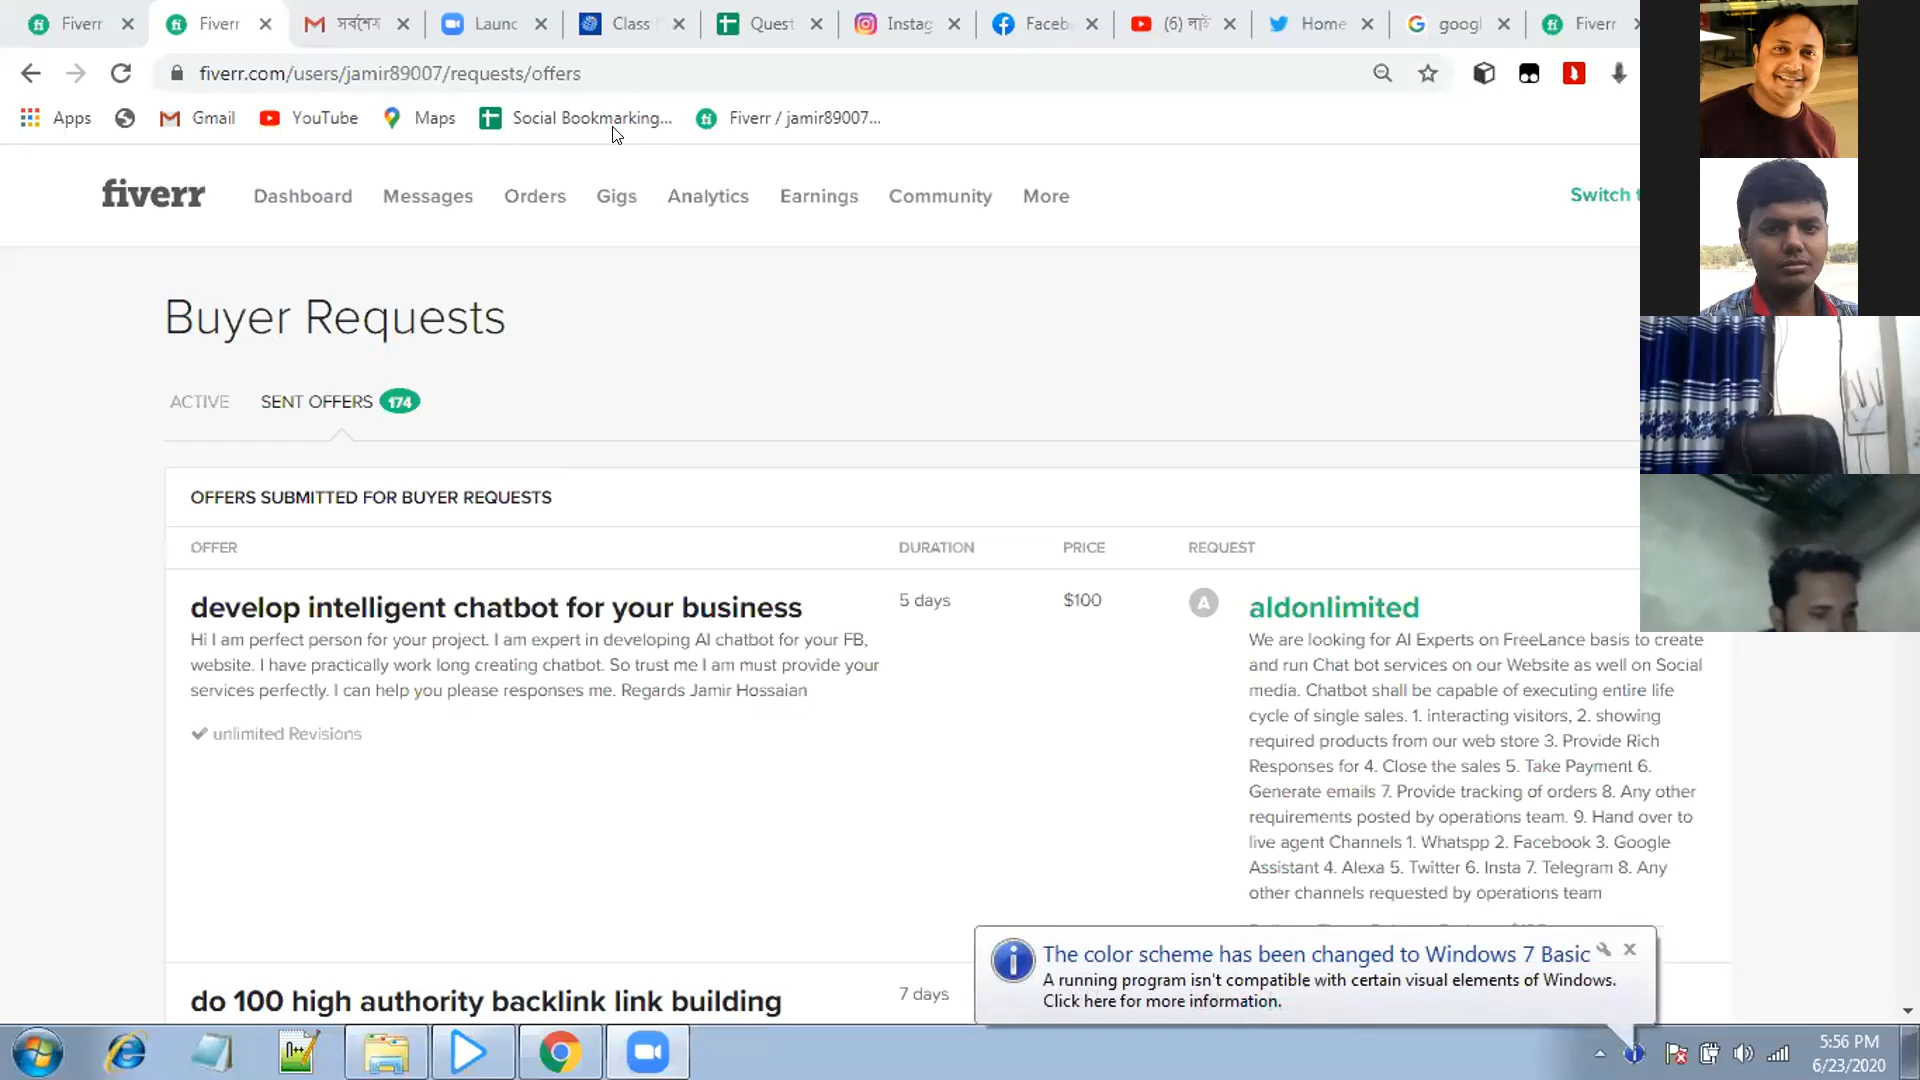 Fiverr
Fiverr
সর্বশেষ
Launc
Class
Quest
Instag
Faceb
(6) লাই
Home
googl
Fiverr
fiverr.com/users/jamir89007/requests/offers
Apps
Gmail
YouTube
Maps
Social Bookmarking...
Fiverr / jamir89007...
fiverr
Dashboard
Messages
Orders
Gigs
Analytics
Earnings
Community
More
Switch t
Buyer Requests
ACTIVE
SENT OFFERS 174
OFFERS SUBMITTED FOR BUYER REQUESTS
OFFER DURATION PRICE REQUEST
develop intelligent chatbot for your business
Hi I am perfect person for your project. I am expert in developing AI chatbot for your FB,
website. I have practically work long creating chatbot. So trust me I am must provide your
services perfectly. I can help you please responses me. Regards Jamir Hossaian
unlimited Revisions
5 days
$100
A
aldonlimited
We are looking for AI Experts on FreeLance basis to create
and run Chat bot services on our Website as well on Social
media. Chatbot shall be capable of executing entire life
cycle of single sales. 1. interacting visitors, 2. showing
required products from our web store 3. Provide Rich
Responses for 4. Close the sales 5. Take Payment 6.
Generate emails 7. Provide tracking of orders 8. Any other
requirements posted by operations team. 9. Hand over to
live agent Channels 1. Whatspp 2. Facebook 3. Google
Assistant 4. Alexa 5. Twitter 6. Insta 7. Telegram 8. Any
other channels requested by operations team
do 100 high authority backlink link building
7 days
The color scheme has been changed to Windows 7 Basic
A running program isn't compatible with certain visual elements of Windows.
Click here for more information.
5:56 PM
6/23/2020